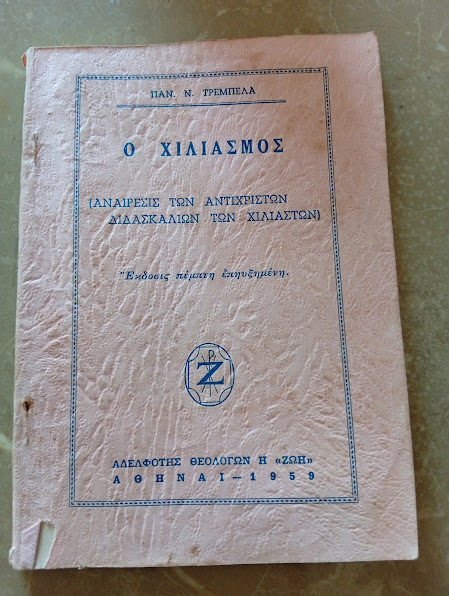 ΠΑΝ. Ν. ΤΡΕΜΠΕΛΑ
Ο ΧΙΛΙΑΣΜΟΣ
(ΑΝΑΙΡΕΣΙΣ ΤΩΝ ΑΝΤΙΧΡΙΣΤΩΝ
ΔΙΔΑΣΚΑΛΙΩΝ ΤΩΝ ΧΙΛΙΑΣΤΩΝ)
Ἔκδοσις πέμπτη ἐπηυξημένη.
Ζ
ΑΔΕΛΦΟΤΗΣ ΘΕΟΛΟΓΩΝ Η «ΖΩΗ»
ΑΘΗΝΑΙ—1959